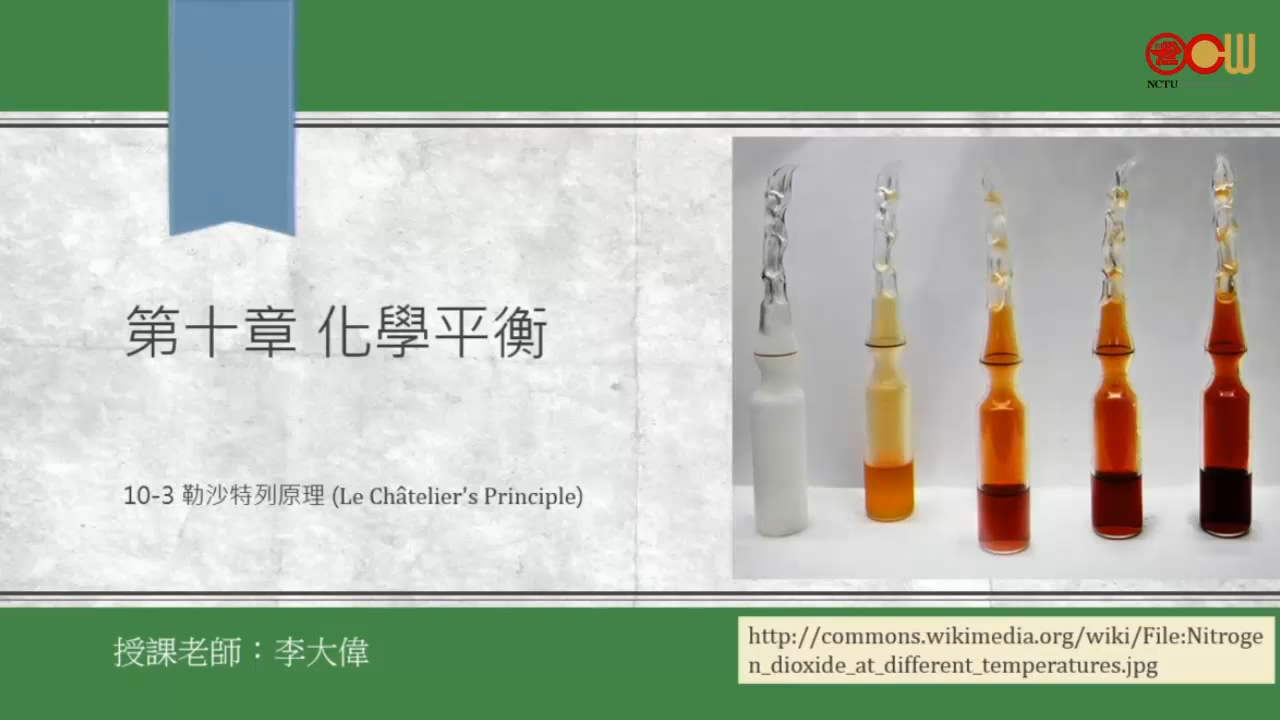 NCTU
第十章 化學平衡
10-3 勒沙特列原理 (Le Châtelier's Principle)
授課老師：李大偉
http://commons.wikimedia.org/wiki/File:Nitroge
n_dioxide_at_different_temperatures.jpg